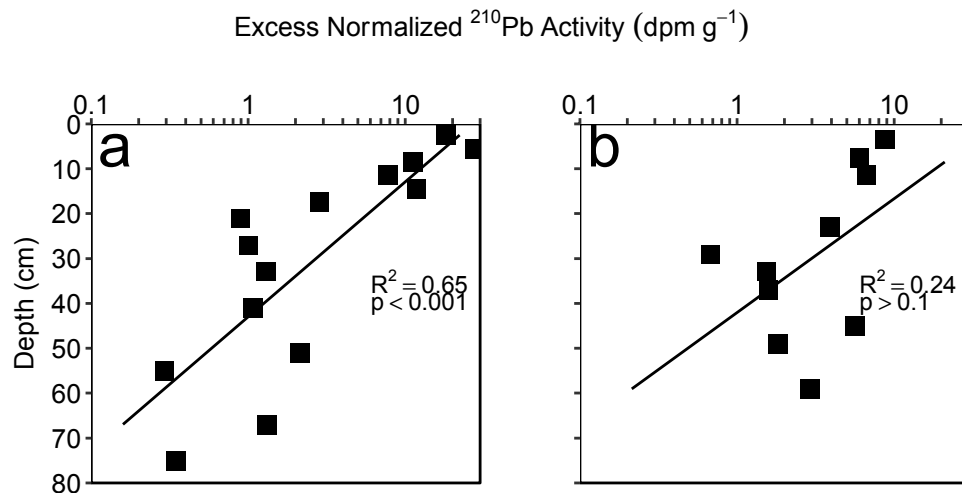 Excess Normalized ²¹⁰Pb Activity (dpm g⁻¹)
0.1 1 10
0.1 1 10
a
b
0
10
20
30
40
50
60
70
80
Depth (cm)
R² = 0.65
p < 0.001
R² = 0.24
p > 0.1